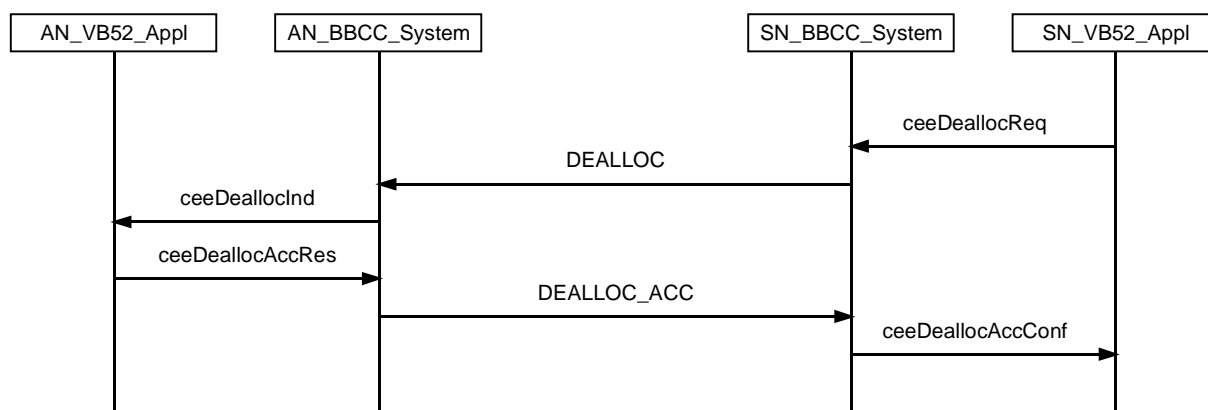 AN_VB52_Appl
AN_BBCC_System
SN_BBCC_System
SN_VB52_Appl
ceeDeallocReq
DEALLOC
ceeDeallocInd
ceeDeallocAccRes
DEALLOC_ACC
ceeDeallocAccConf